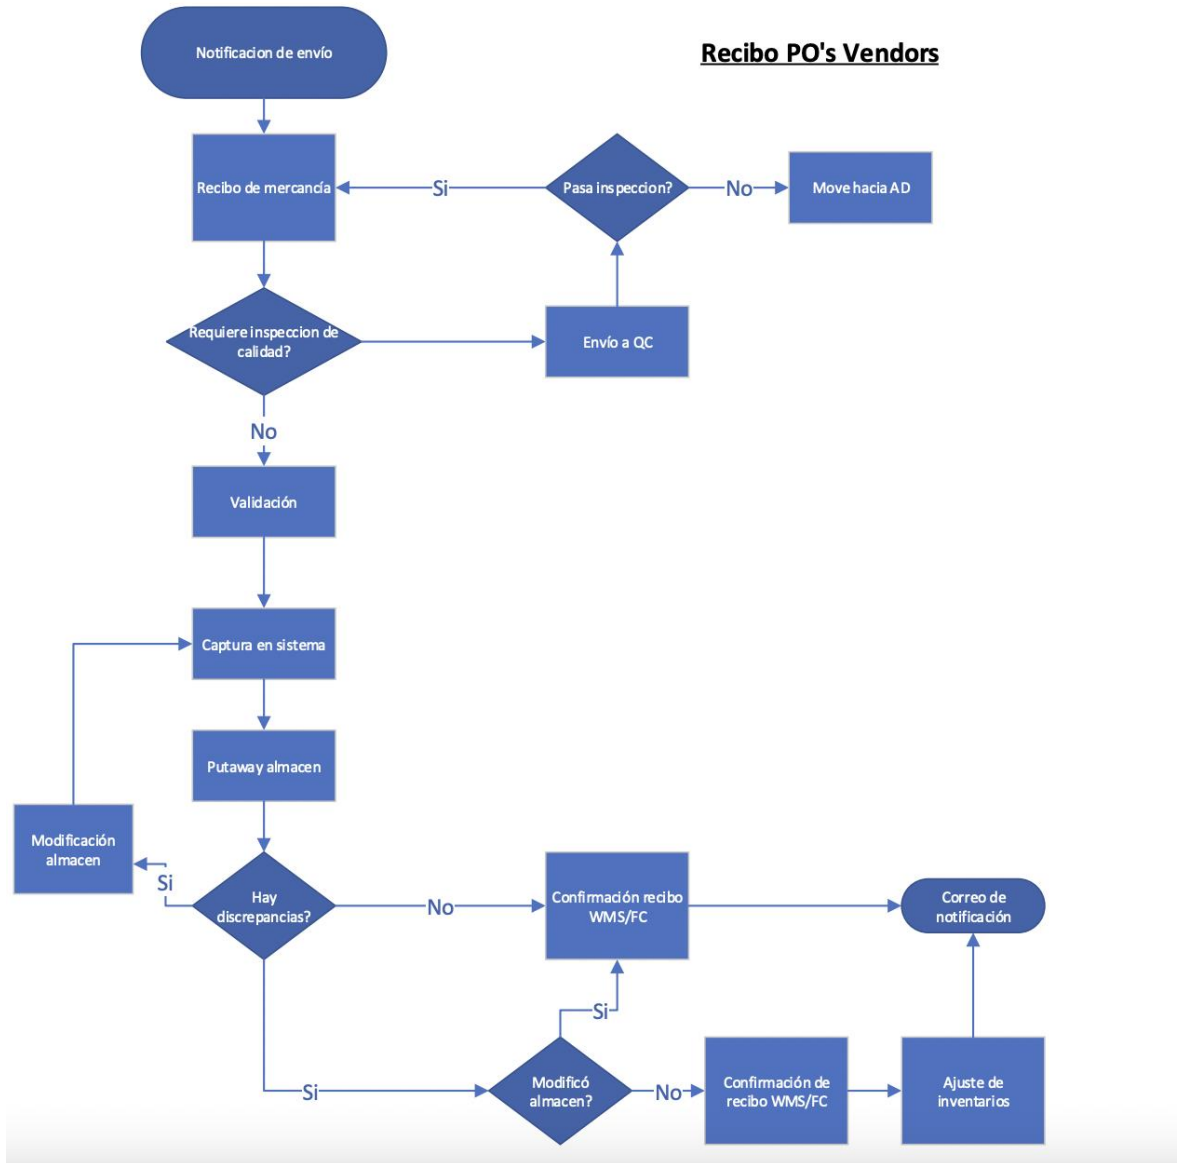 Notificacion de envío
Recibo PO's Vendors
Recibo de mercancía
Si
Pasa inspeccion?
No
Move hacia AD
Requiere inspeccion de
calidad?
Envío a QC
No
Validación
Captura en sistema
Putaway almacen
Modificación
almacen
Si
Hay
discrepancias?
No
Confirmación recibo
WMS/FC
Correo de
notificación
Si
Si
Modificó
almacen?
No
Confirmación de
recibo WMS/FC
Ajuste de
inventarios